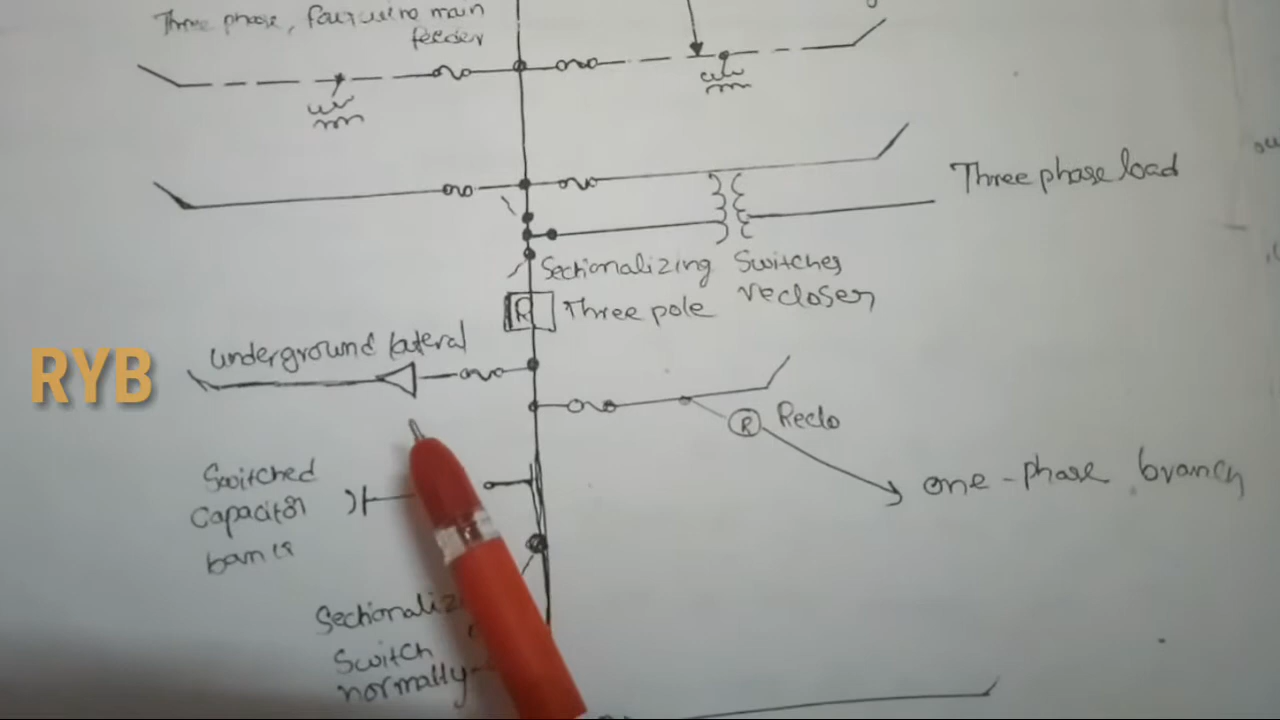 Three phase, four wire main
feeder
Three phase load
Sectionalizing Switches
Three pole recloser
R
underground lateral
RYB
R Reclo
one-phase branch
Switched
Capacitor
bank
Sectionaliz
Switch
normally